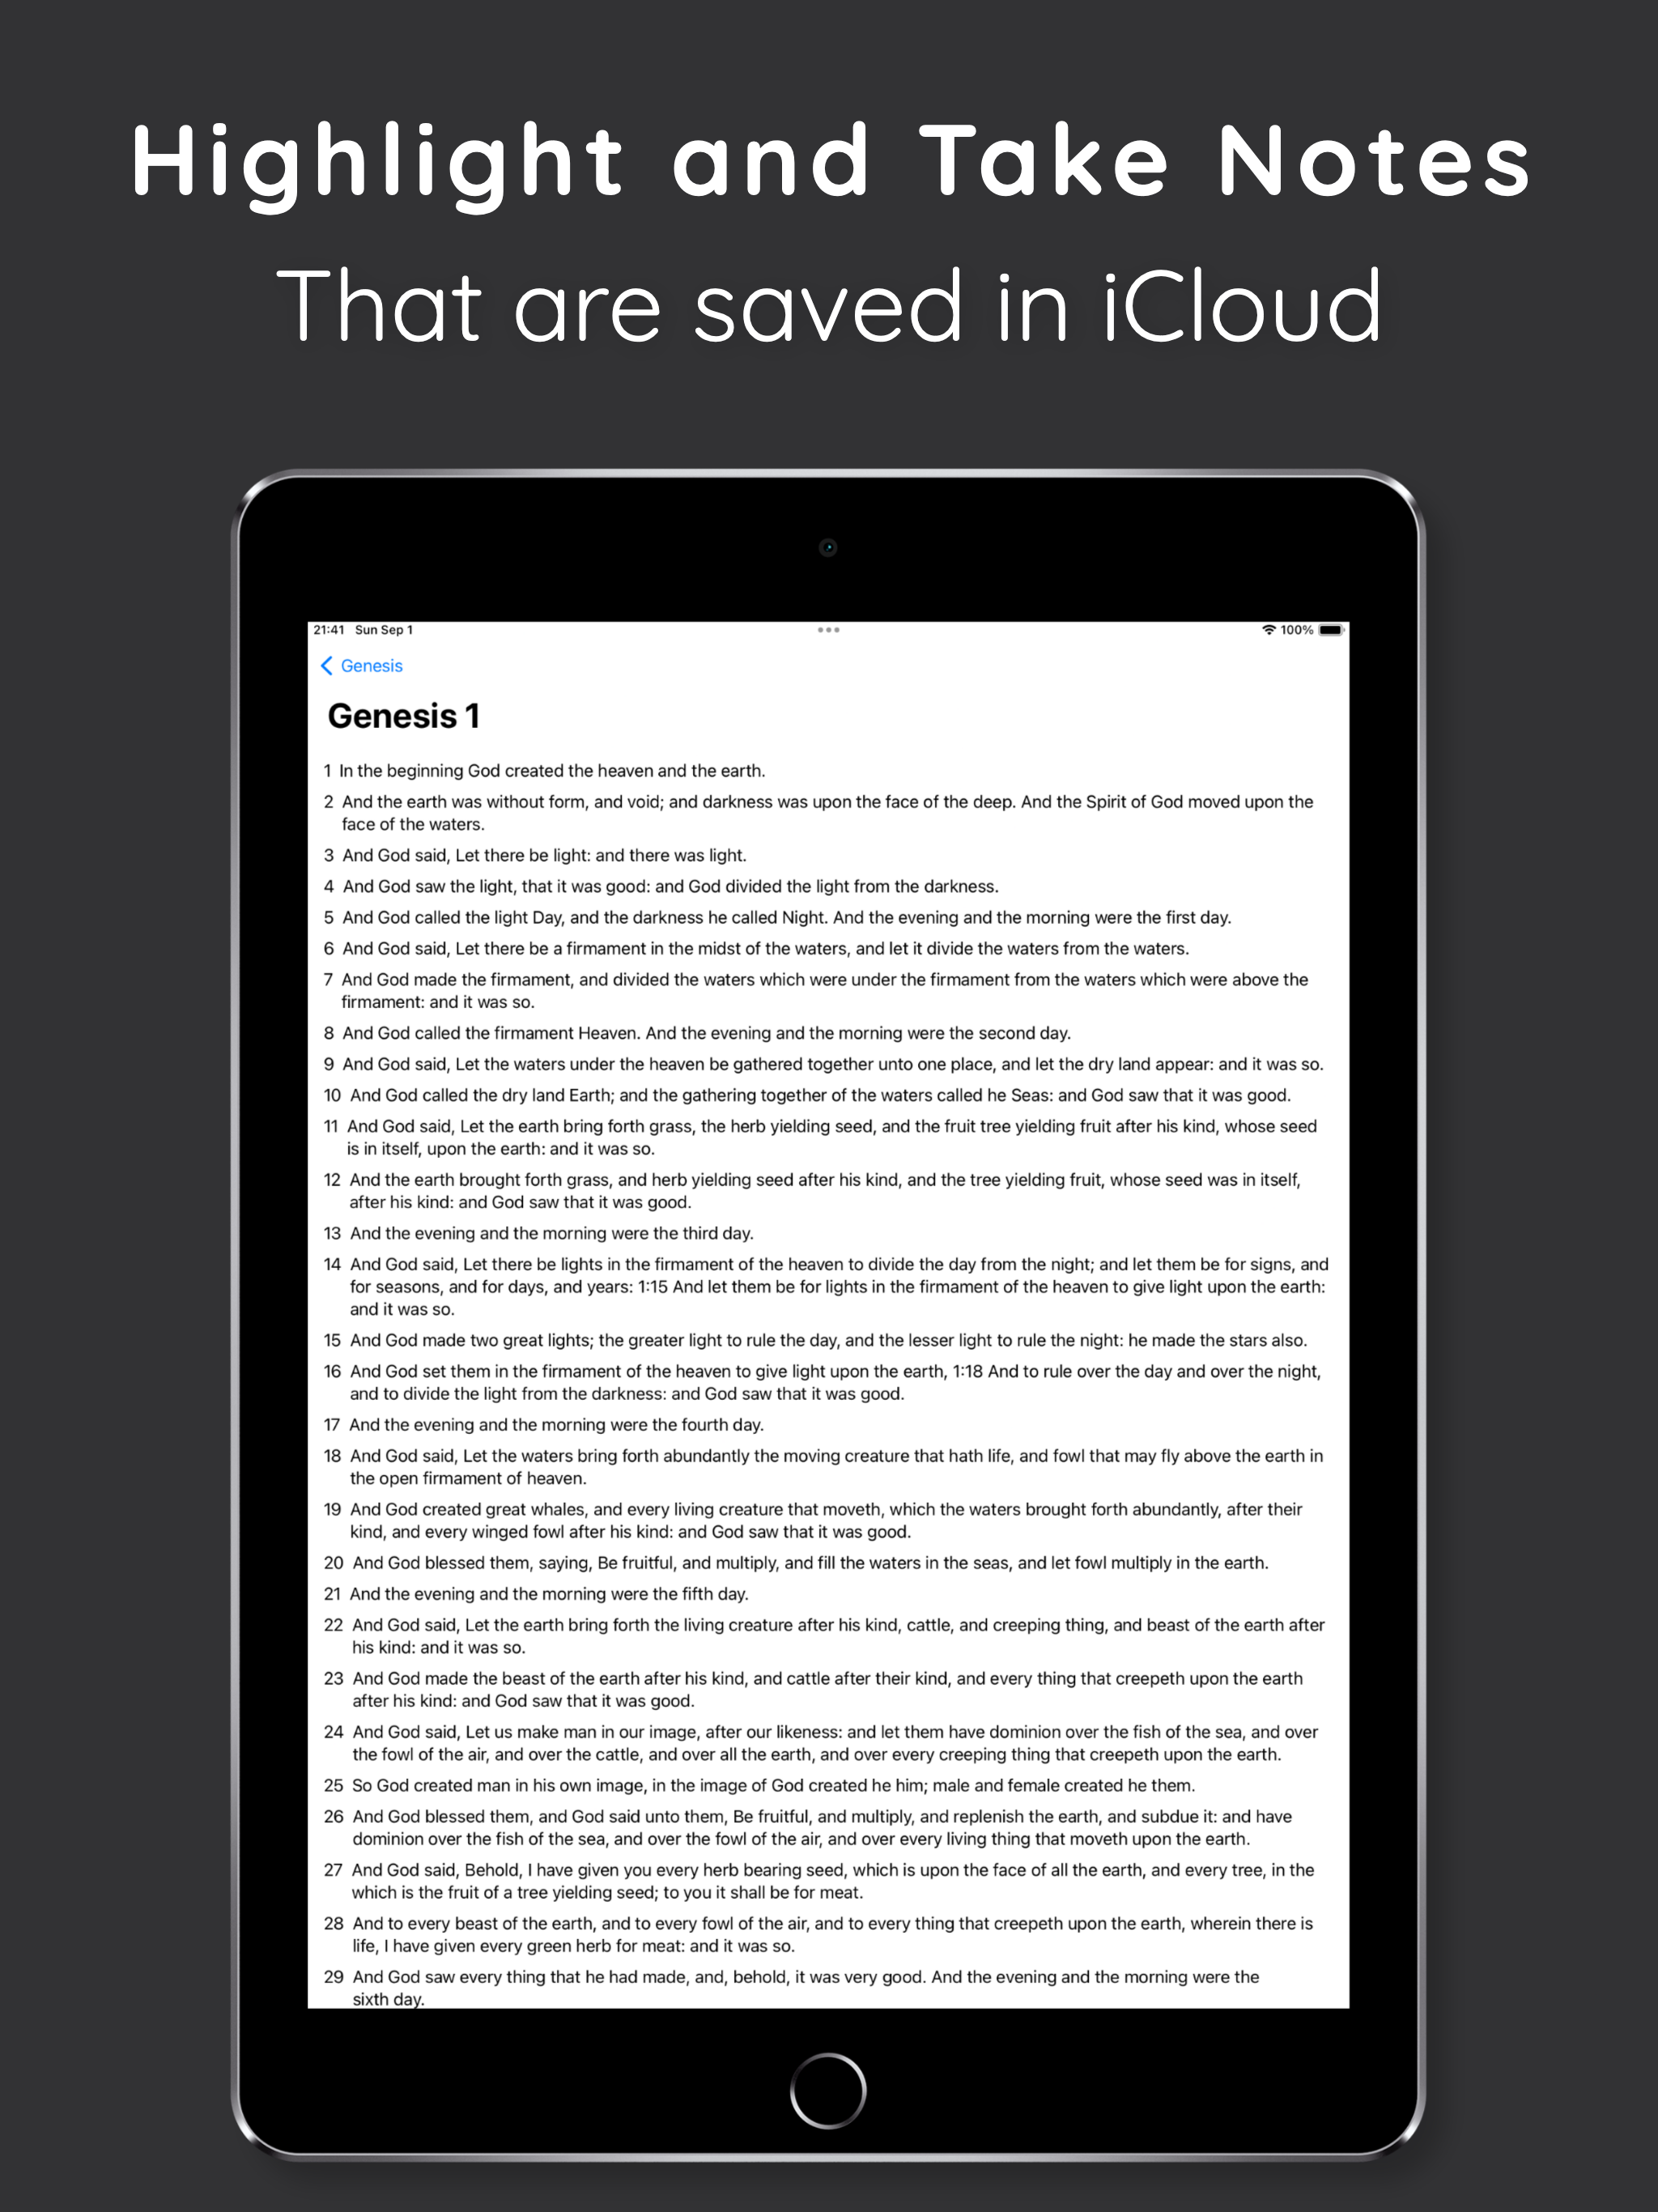 Highlight and Take Notes
That are saved in iCloud
21:41 Sun Sep 1
100%
Genesis
Genesis 1
1 In the beginning God created the heaven and the earth.
2 And the earth was without form, and void; and darkness was upon the face of the deep. And the Spirit of God moved upon the
face of the waters.
3 And God said, Let there be light: and there was light.
4 And God saw the light, that it was good: and God divided the light from the darkness.
5 And God called the light Day, and the darkness he called Night. And the evening and the morning were the first day.
6 And God said, Let there be a firmament in the midst of the waters, and let it divide the waters from the waters.
7 And God made the firmament, and divided the waters which were under the firmament from the waters which were above the
firmament: and it was so.
8 And God called the firmament Heaven. And the evening and the morning were the second day.
9 And God said, Let the waters under the heaven be gathered together unto one place, and let the dry land appear: and it was so.
10 And God called the dry land Earth; and the gathering together of the waters called he Seas: and God saw that it was good.
11 And God said, Let the earth bring forth grass, the herb yielding seed, and the fruit tree yielding fruit after his kind, whose seed
is in itself, upon the earth: and it was so.
12 And the earth brought forth grass, and herb yielding seed after his kind, and the tree yielding fruit, whose seed was in itself,
after his kind: and God saw that it was good.
13 And the evening and the morning were the third day.
14 And God said, Let there be lights in the firmament of the heaven to divide the day from the night; and let them be for signs, and
for seasons, and for days, and years: 1:15 And let them be for lights in the firmament of the heaven to give light upon the earth:
and it was so.
15 And God made two great lights; the greater light to rule the day, and the lesser light to rule the night: he made the stars also.
16 And God set them in the firmament of the heaven to give light upon the earth, 1:18 And to rule over the day and over the night,
and to divide the light from the darkness: and God saw that it was good.
17 And the evening and the morning were the fourth day.
18 And God said, Let the waters bring forth abundantly the moving creature that hath life, and fowl that may fly above the earth in
the open firmament of heaven.
19 And God created great whales, and every living creature that moveth, which the waters brought forth abundantly, after their
kind, and every winged fowl after his kind: and God saw that it was good.
20 And God blessed them, saying, Be fruitful, and multiply, and fill the waters in the seas, and let fowl multiply in the earth.
21 And the evening and the morning were the fifth day.
22 And God said, Let the earth bring forth the living creature after his kind, cattle, and creeping thing, and beast of the earth after
his kind: and it was so.
23 And God made the beast of the earth after his kind, and cattle after their kind, and every thing that creepeth upon the earth
after his kind: and God saw that it was good.
24 And God said, Let us make man in our image, after our likeness: and let them have dominion over the fish of the sea, and over
the fowl of the air, and over the cattle, and over all the earth, and over every creeping thing that creepeth upon the earth.
25 So God created man in his own image, in the image of God created he him; male and female created he them.
26 And God blessed them, and God said unto them, Be fruitful, and multiply, and replenish the earth, and subdue it: and have
dominion over the fish of the sea, and over the fowl of the air, and over every living thing that moveth upon the earth.
27 And God said, Behold, I have given you every herb bearing seed, which is upon the face of all the earth, and every tree, in the
which is the fruit of a tree yielding seed; to you it shall be for meat.
28 And to every beast of the earth, and to every fowl of the air, and to every thing that creepeth upon the earth, wherein there is
life, I have given every green herb for meat: and it was so.
29 And God saw every thing that he had made, and, behold, it was very good. And the evening and the morning were the
sixth day.